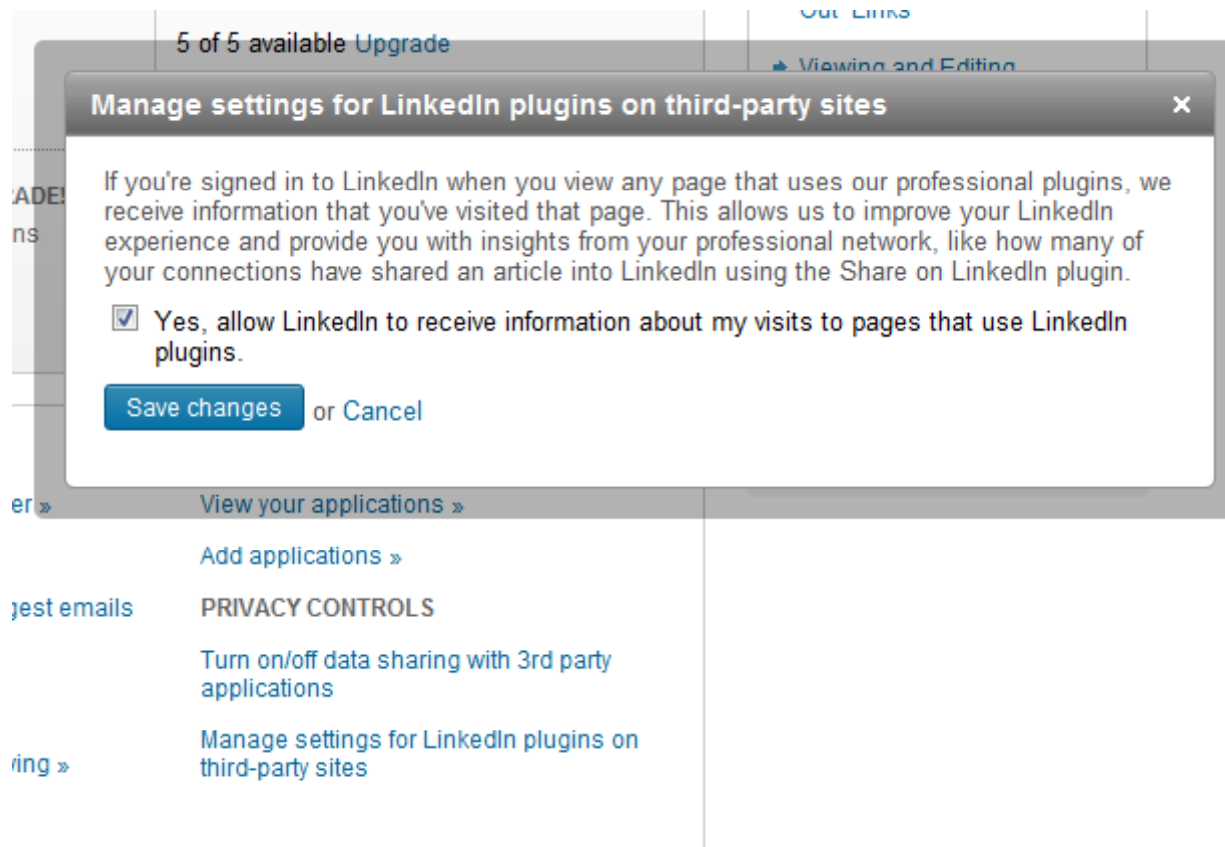 Out" Links
5 of 5 available Upgrade
Viewing and Editing
Manage settings for LinkedIn plugins on third-party sites
If you're signed in to LinkedIn when you view any page that uses our professional plugins, we
receive information that you've visited that page. This allows us to improve your LinkedIn
experience and provide you with insights from your professional network, like how many of
your connections have shared an article into LinkedIn using the Share on LinkedIn plugin.
Yes, allow LinkedIn to receive information about my visits to pages that use LinkedIn
plugins.
Save changes or Cancel
View your applications »
Add applications »
emails
PRIVACY CONTROLS
Turn on/off data sharing with 3rd party
applications
Manage settings for LinkedIn plugins on
third-party sites